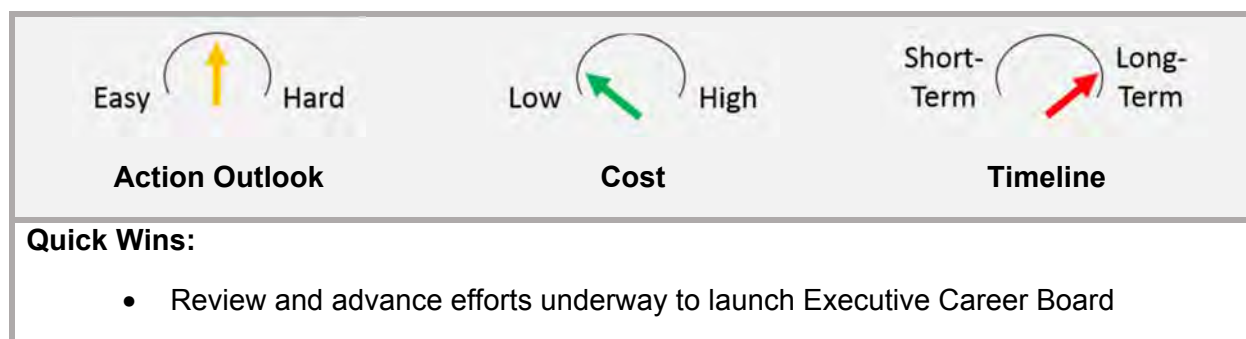 Easy Hard Low High Short-Term Long-Term
Action Outlook Cost Timeline
Quick Wins:
• Review and advance efforts underway to launch Executive Career Board